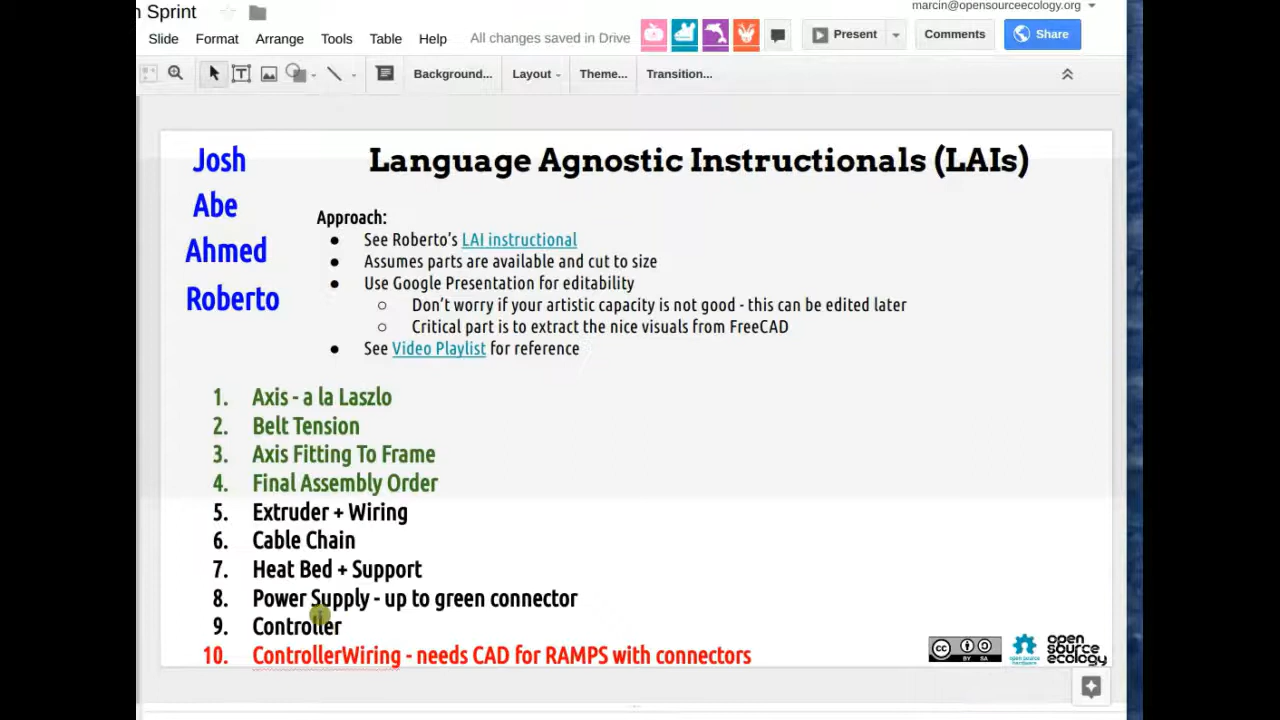 n Sprint
marcin@opensourceecology.org
Slide Format Arrange Tools Table Help All changes saved in Drive Present Comments Share
Background... Layout Theme... Transition...
Josh
Abe
Ahmed
Roberto
Language Agnostic Instructionals (LAIs)
Approach:
● See Roberto's LAI instructional
● Assumes parts are available and cut to size
● Use Google Presentation for editability
○ Don't worry if your artistic capacity is not good - this can be edited later
○ Critical part is to extract the nice visuals from FreeCAD
● See Video Playlist for reference
1. Axis - a la Laszlo
2. Belt Tension
3. Axis Fitting To Frame
4. Final Assembly Order
5. Extruder + Wiring
6. Cable Chain
7. Heat Bed + Support
8. Power Supply - up to green connector
9. Controller
10. ControllerWiring - needs CAD for RAMPS with connectors
cc BY SA
open source hardware
open source ecology